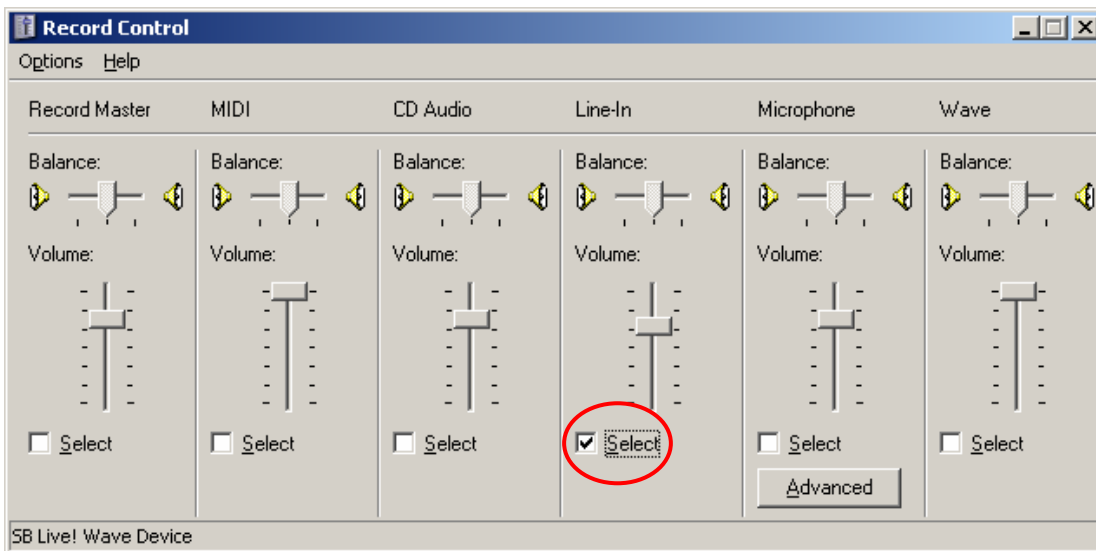 Record Control
Options Help
Record Master MIDI CD Audio Line-In Microphone Wave
Balance: Balance: Balance: Balance: Balance: Balance:
Volume: Volume: Volume: Volume: Volume: Volume:
Select Select Select Select Select Select
Advanced
SB Live! Wave Device